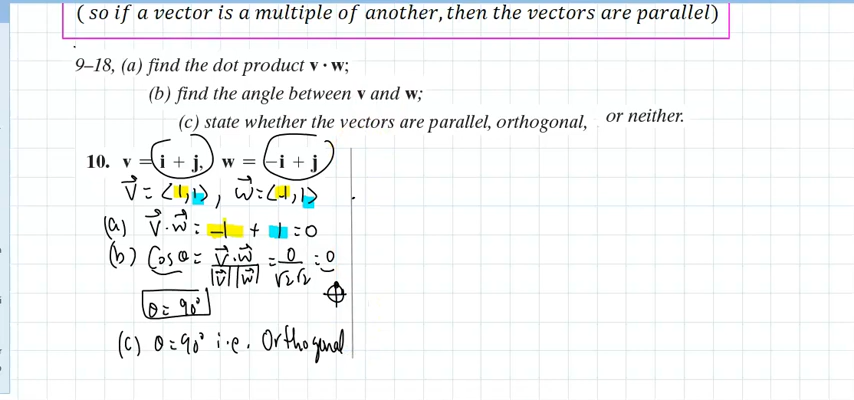 ( so if a vector is a multiple of another, then the vectors are parallel)
9–18, (a) find the dot product v · w;
(b) find the angle between v and w;
(c) state whether the vectors are parallel, orthogonal, or neither.
10. v = i + j, w = −i + j
v⃗ = ⟨1, 1⟩ , w⃗ = ⟨-1, 1⟩
(a) v⃗ · w⃗ = -1 + 1 = 0
(b) Cos θ = v⃗ · w⃗ / |v⃗| |w⃗| = 0 / √2 √2 = 0
θ = 90°
(c) θ = 90° i.e. Orthogonal